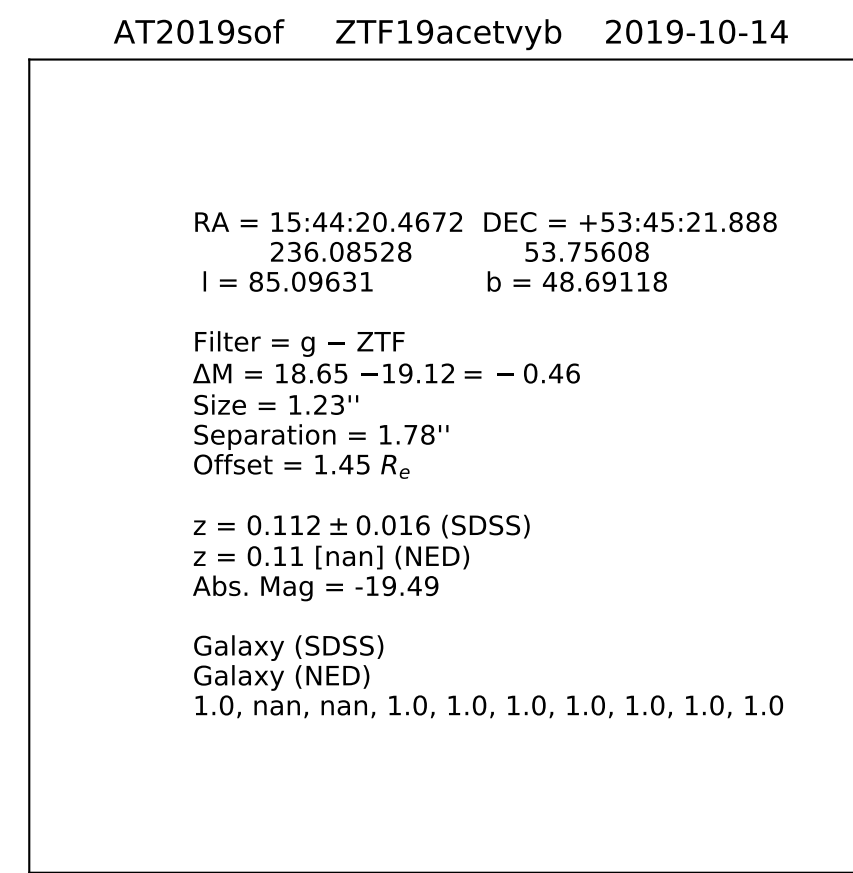 AT2019sof ZTF19acetvyb 2019-10-14
RA = 15:44:20.4672 DEC = +53:45:21.888
236.08528 53.75608
l = 85.09631 b = 48.69118
Filter = g − ZTF
ΔM = 18.65 −19.12 = − 0.46
Size = 1.23''
Separation = 1.78''
Offset = 1.45 Rₑ
z = 0.112 ± 0.016 (SDSS)
z = 0.11 [nan] (NED)
Abs. Mag = -19.49
Galaxy (SDSS)
Galaxy (NED)
1.0, nan, nan, 1.0, 1.0, 1.0, 1.0, 1.0, 1.0, 1.0